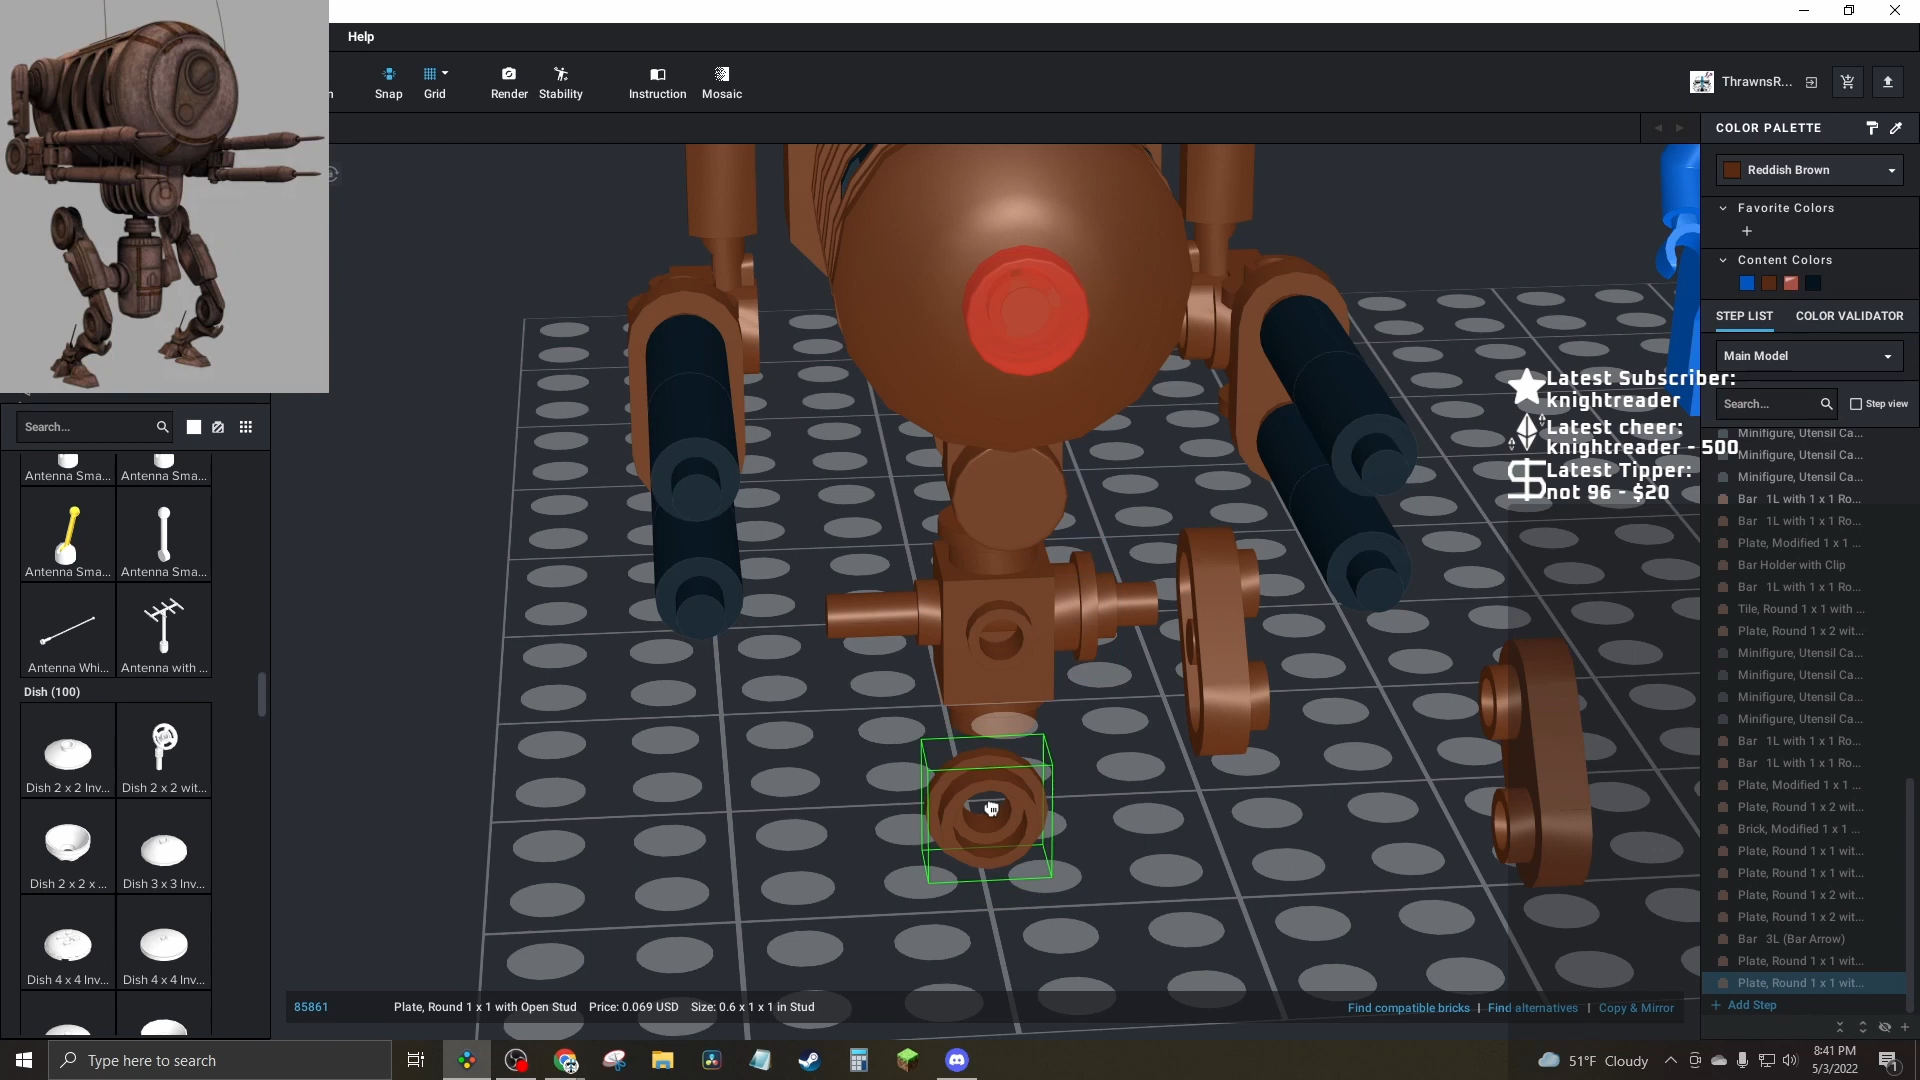 Help
Snap
Grid
Render
Stability
Instruction
Mosaic
ThrawnsR...
COLOR PALETTE
Reddish Brown
Favorite Colors
Content Colors
STEP LIST
COLOR VALIDATOR
Main Model
Search...
Step view
Latest Subscriber:
knightreader
Latest cheer:
knightreader - 500
Latest Tipper:
not 96 - $20
Minifigure, Utensil Ca...
Minifigure, Utensil Ca...
Minifigure, Utensil Ca...
Bar 1L with 1 x 1 Ro...
Bar 1L with 1 x 1 Ro...
Plate, Modified 1 x 1 ...
Bar Holder with Clip
Bar 1L with 1 x 1 Ro...
Tile, Round 1 x 1 with ...
Plate, Round 1 x 2 wit...
Minifigure, Utensil Ca...
Minifigure, Utensil Ca...
Minifigure, Utensil Ca...
Minifigure, Utensil Ca...
Bar 1L with 1 x 1 Ro...
Bar 1L with 1 x 1 Ro...
Plate, Modified 1 x 1 ...
Plate, Round 1 x 2 wit...
Brick, Modified 1 x 1 ...
Plate, Round 1 x 1 wit...
Plate, Round 1 x 1 wit...
Plate, Round 1 x 2 wit...
Plate, Round 1 x 2 wit...
Bar 3L (Bar Arrow)
Plate, Round 1 x 1 wit...
Plate, Round 1 x 1 wit...
+ Add Step
Search...
Antenna Sma...
Antenna Sma...
Antenna Sma...
Antenna Sma...
Antenna Whi...
Antenna with ...
Dish (100)
Dish 2 x 2 Inv...
Dish 2 x 2 wit...
Dish 2 x 2 x ...
Dish 3 x 3 Inv...
Dish 4 x 4 Inv...
Dish 4 x 4 Inv...
85861 Plate, Round 1 x 1 with Open Stud Price: 0.069 USD Size: 0.6 x 1 x 1 in Stud
Find compatible bricks | Find alternatives | Copy & Mirror
Type here to search
51°F Cloudy
8:41 PM
5/3/2022
1